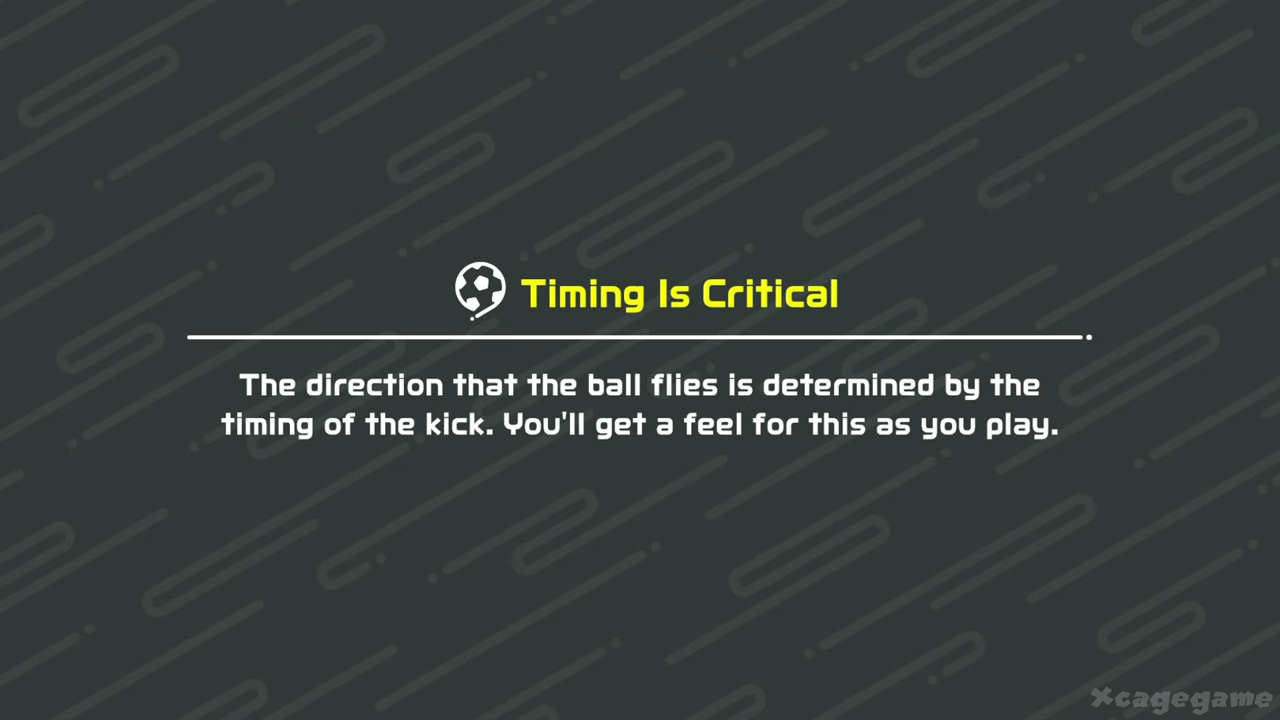 Timing Is Critical
The direction that the ball flies is determined by the
timing of the kick. You'll get a feel for this as you play.
Xcagegame